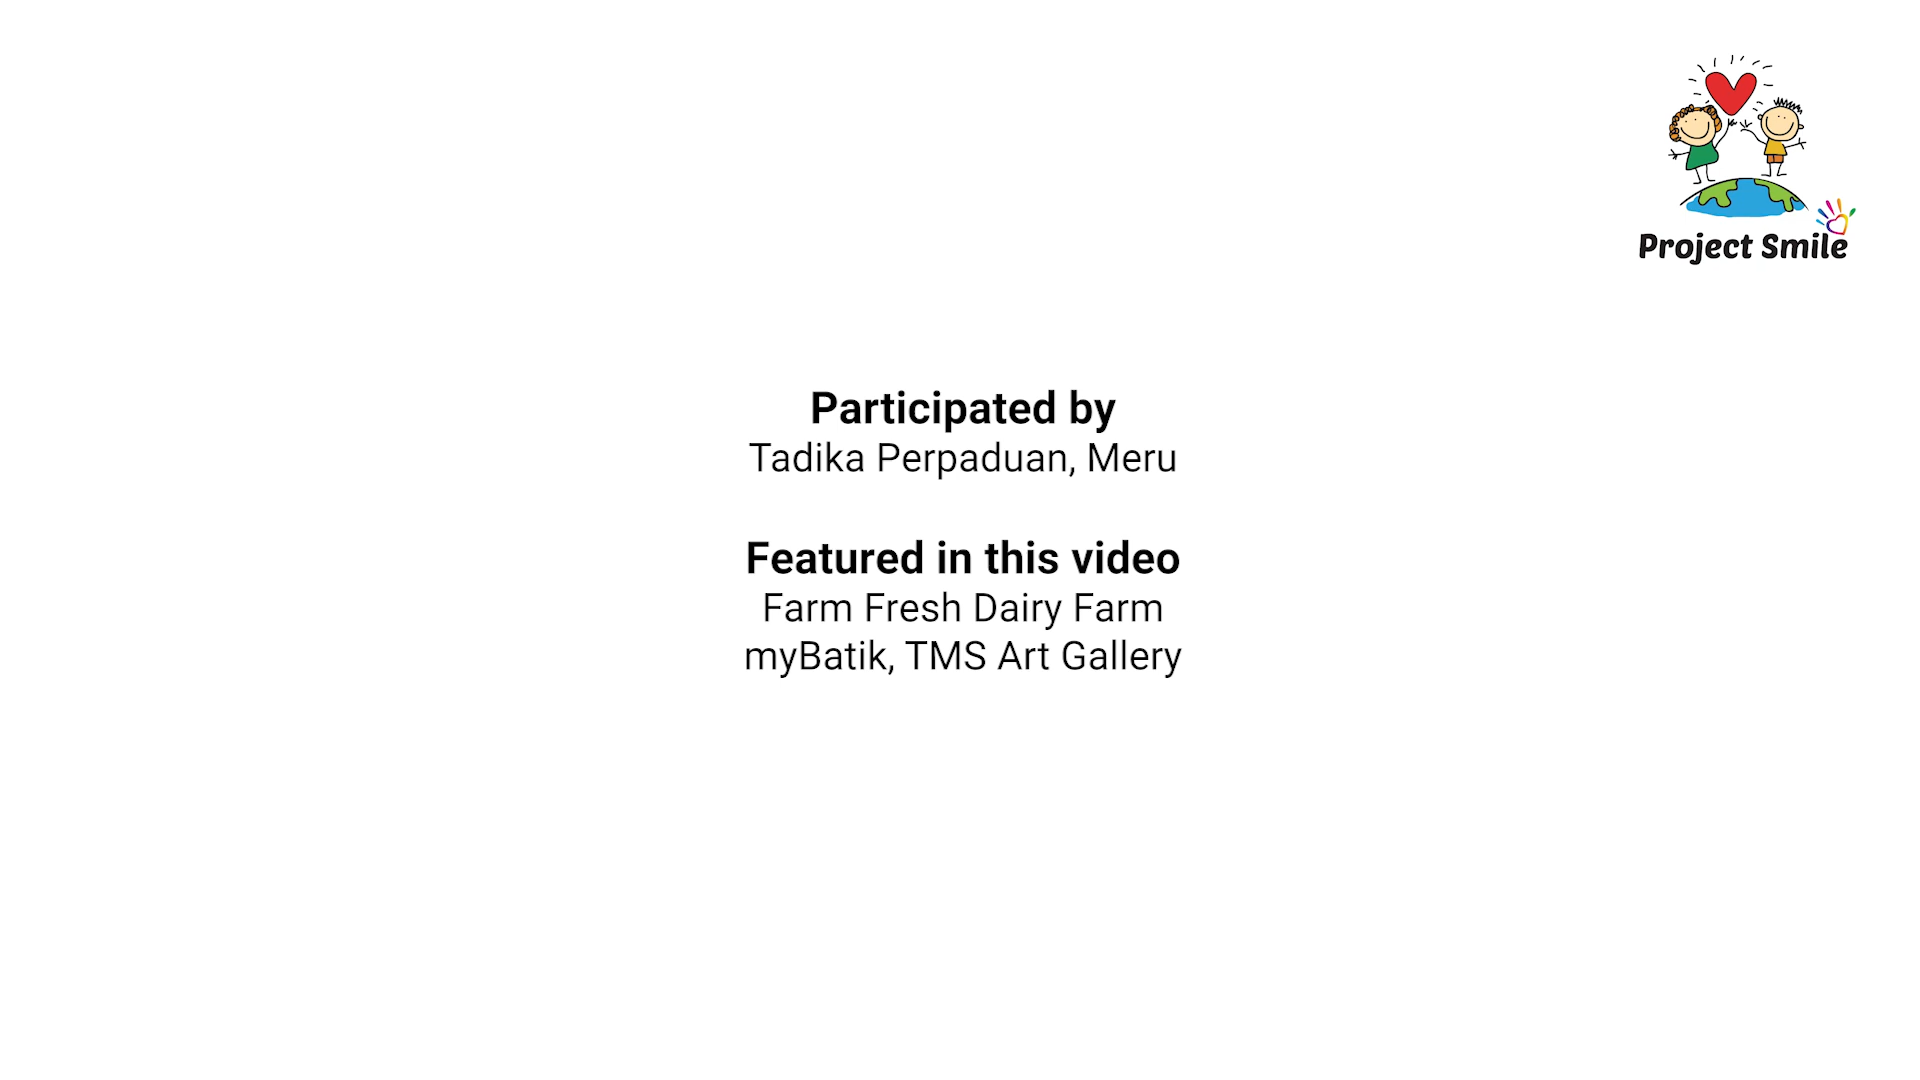 Project Smile
Participated by
Tadika Perpaduan, Meru
Featured in this video
Farm Fresh Dairy Farm
myBatik, TMS Art Gallery